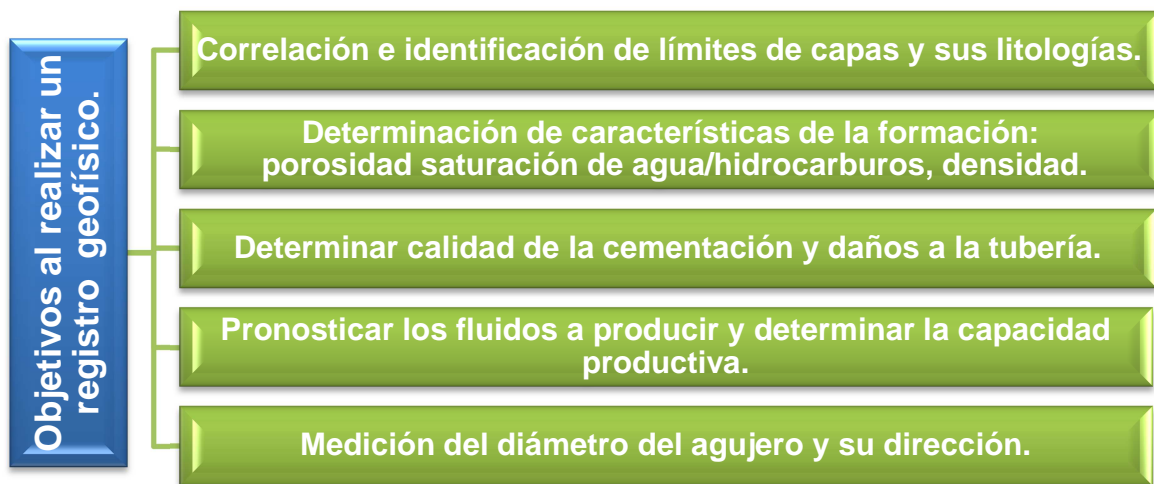 Objetivos al realizar un
registro geofísico.
Correlación e identificación de límites de capas y sus litologías.
Determinación de características de la formación:
porosidad saturación de agua/hidrocarburos, densidad.
Determinar calidad de la cementación y daños a la tubería.
Pronosticar los fluidos a producir y determinar la capacidad
productiva.
Medición del diámetro del agujero y su dirección.